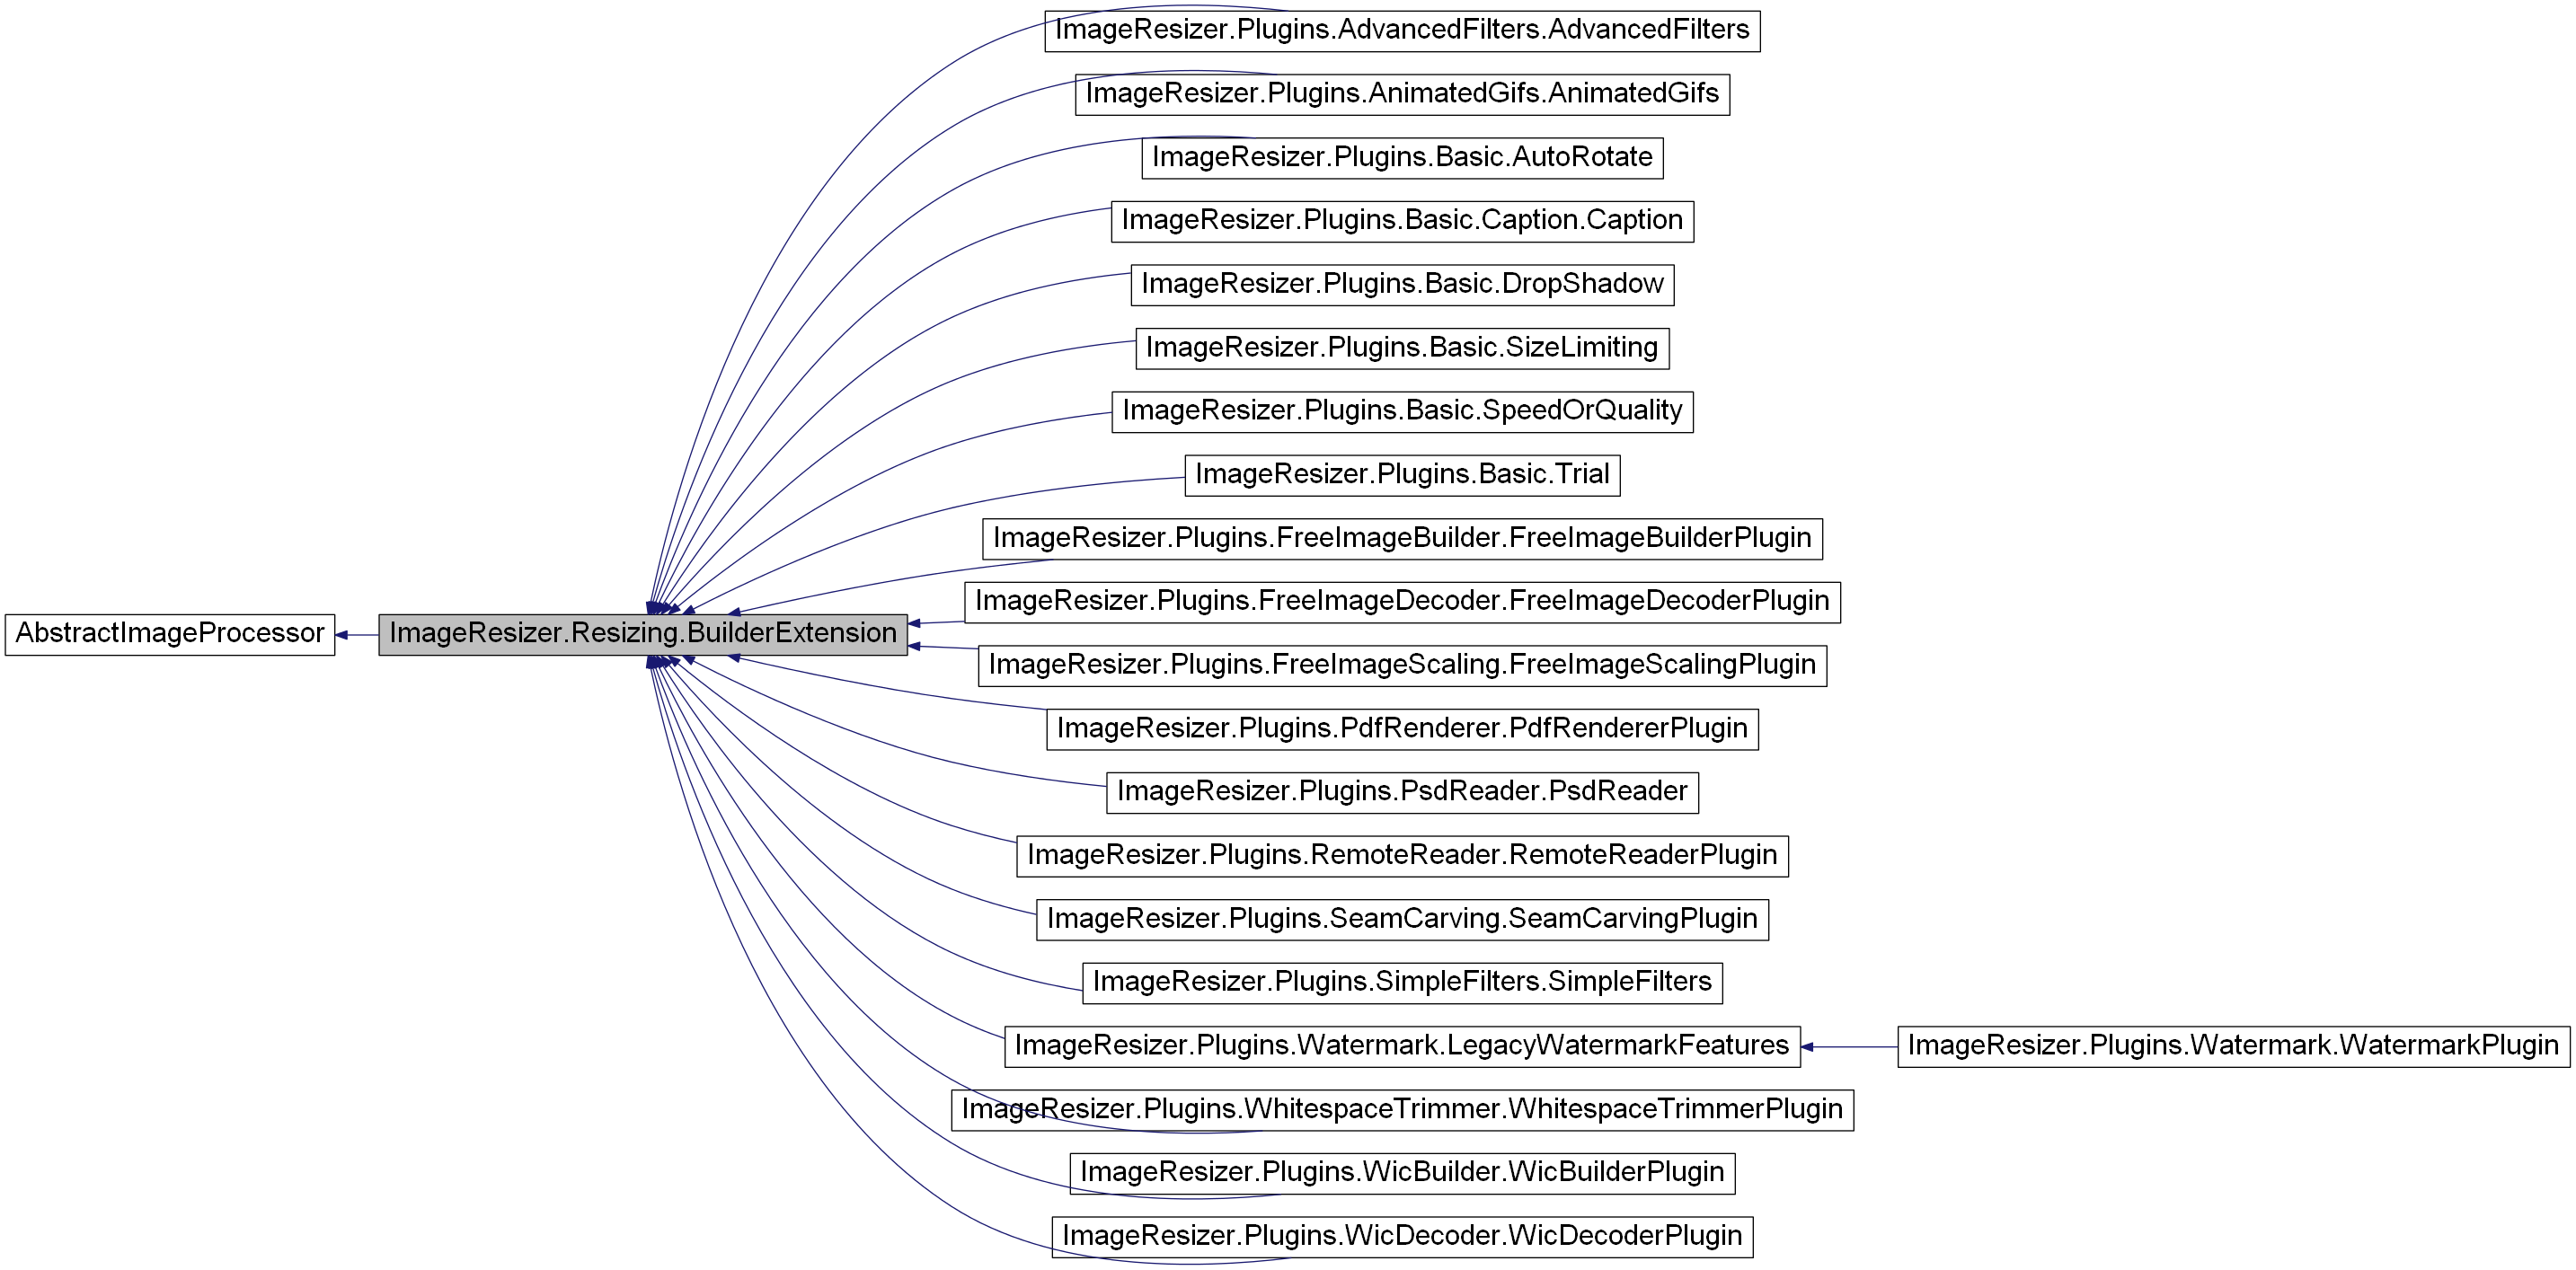 AbstractImageProcessor
ImageResizer.Resizing.BuilderExtension
ImageResizer.Plugins.AdvancedFilters.AdvancedFilters
ImageResizer.Plugins.AnimatedGifs.AnimatedGifs
ImageResizer.Plugins.Basic.AutoRotate
ImageResizer.Plugins.Basic.Caption.Caption
ImageResizer.Plugins.Basic.DropShadow
ImageResizer.Plugins.Basic.SizeLimiting
ImageResizer.Plugins.Basic.SpeedOrQuality
ImageResizer.Plugins.Basic.Trial
ImageResizer.Plugins.FreeImageBuilder.FreeImageBuilderPlugin
ImageResizer.Plugins.FreeImageDecoder.FreeImageDecoderPlugin
ImageResizer.Plugins.FreeImageScaling.FreeImageScalingPlugin
ImageResizer.Plugins.PdfRenderer.PdfRendererPlugin
ImageResizer.Plugins.PsdReader.PsdReader
ImageResizer.Plugins.RemoteReader.RemoteReaderPlugin
ImageResizer.Plugins.SeamCarving.SeamCarvingPlugin
ImageResizer.Plugins.SimpleFilters.SimpleFilters
ImageResizer.Plugins.Watermark.LegacyWatermarkFeatures
ImageResizer.Plugins.Watermark.WatermarkPlugin
ImageResizer.Plugins.WhitespaceTrimmer.WhitespaceTrimmerPlugin
ImageResizer.Plugins.WicBuilder.WicBuilderPlugin
ImageResizer.Plugins.WicDecoder.WicDecoderPlugin